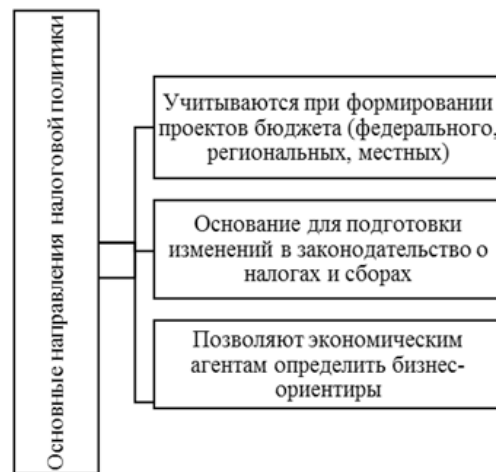 Основные направления налоговой политики
Учитываются при формировании
проектов бюджета (федерального,
региональных, местных)
Основание для подготовки
изменений в законодательство о
налогах и сборах
Позволяют экономическим
агентам определить бизнес-
ориентиры